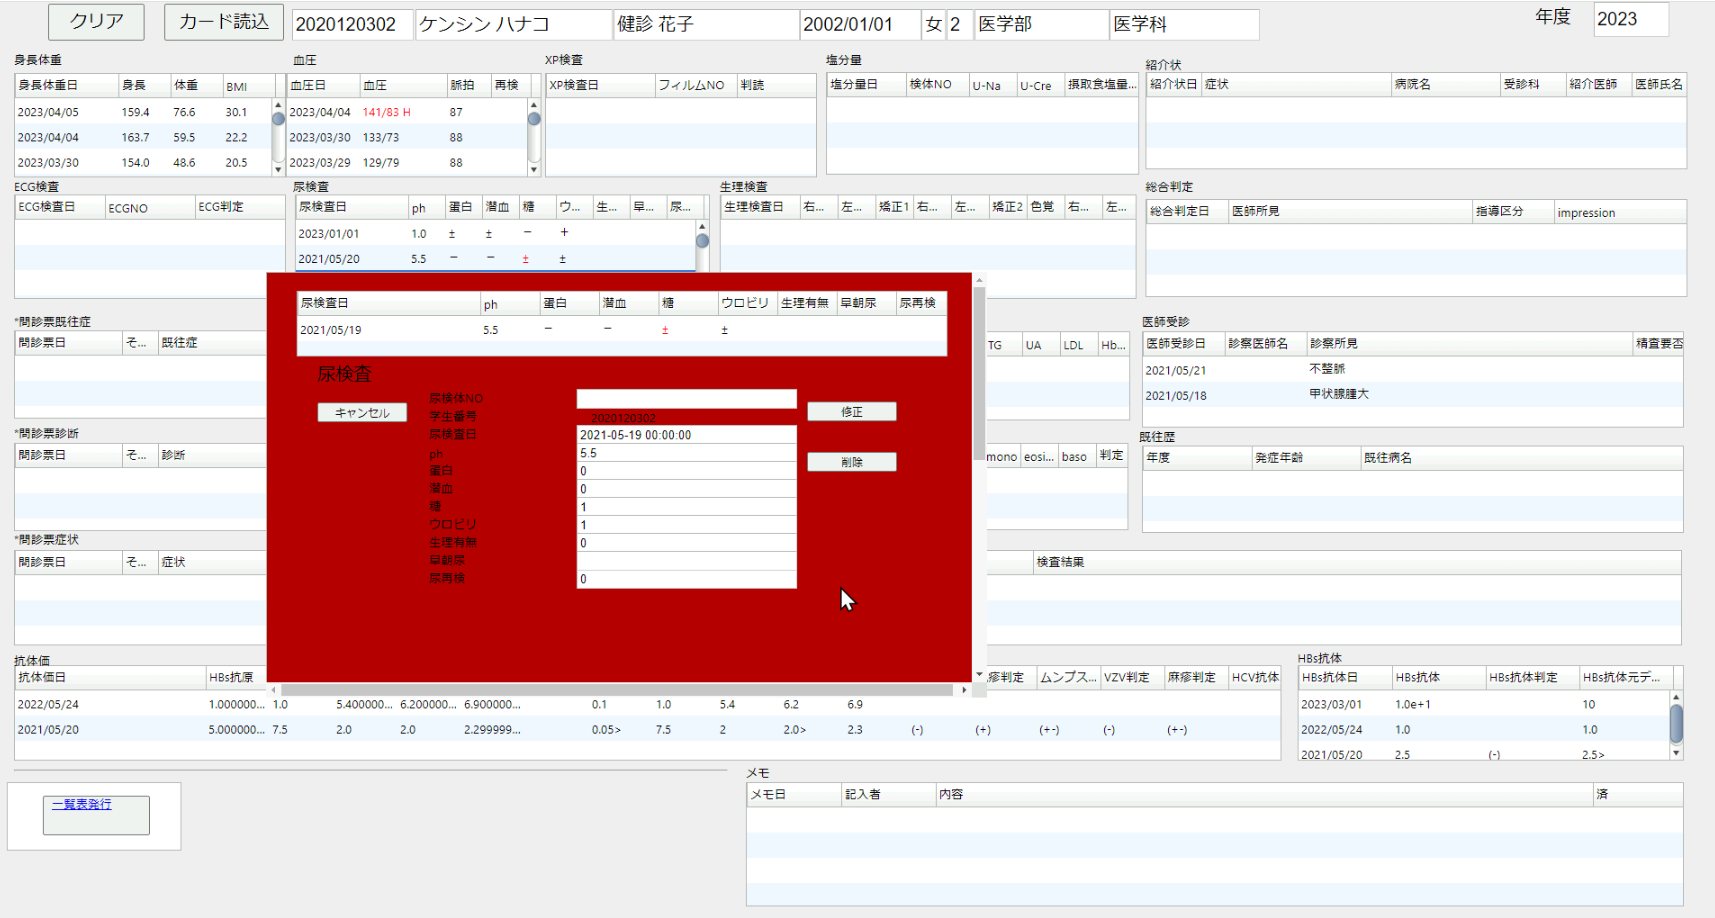 クリア カード読込 2020120302 ケンシン ハナコ 健診 花子 2002/01/01 女 2 医学部 医学科 年度 2023
身長体重
身長体重日 身長 体重 BMI
2023/04/05 159.4 76.6 30.1
2023/04/04 163.7 59.5 22.2
2023/03/30 154.0 48.6 20.5
血圧
血圧日 血圧 脈拍 再検
2023/04/04 141/83 H 87
2023/03/30 133/73 88
2023/03/29 129/79 88
XP検査
XP検査日 フィルムNO 判読
塩分量
塩分量日 検体NO U-Na U-Cre 摂取食塩量...
紹介状
紹介状日 症状 病院名 受診科 紹介医師 医師氏名
ECG検査
ECG検査日 ECGNO ECG判定
尿検査
尿検査日 ph 蛋白 潜血 糖 ウ... 生... 早... 尿...
2023/01/01 1.0 ± ± − +
2021/05/20 5.5 − − ± ±
生理検査
生理検査日 右... 左... 矯正1 右... 左... 矯正2 色覚 右... 左...
総合判定
総合判定日 医師所見 指導区分 impression
尿検査日 ph 蛋白 潜血 糖 ウロビリ 生理有無 早朝尿 尿再検
2021/05/19 5.5 − − ± ±
尿検査
キャンセル
尿検体NO
学生番号 2020120302
尿検査日 2021-05-19 00:00:00
ph 5.5
蛋白 0
潜血 0
糖 1
ウロビリ 1
生理有無 0
早朝尿
尿再検 0
修正
削除
*問診票既往症
問診票日 そ... 既往症
*問診票診断
問診票日 そ... 診断
*問診票症状
問診票日 そ... 症状
TG UA LDL Hb...
mono eosi... baso 判定
検査結果
医師受診
医師受診日 診察医師名 診察所見 精査要否
2021/05/21 不整脈
2021/05/18 甲状腺腫大
既往歴
年度 発症年齢 既往病名
抗体価
抗体価日 HBs抗原 疹判定 ムンプス... VZV判定 麻疹判定 HCV抗体
2022/05/24 1.000000... 1.0 5.400000... 6.200000... 6.900000... 0.1 1.0 5.4 6.2 6.9
2021/05/20 5.000000... 7.5 2.0 2.0 2.299999... 0.05> 7.5 2 2.0> 2.3 (-) (+) (+-) (-) (+-)
HBs抗体
HBs抗体日 HBs抗体 HBs抗体判定 HBs抗体元デ...
2023/03/01 1.0e+1 10
2022/05/24 1.0 1.0
2021/05/20 2.5 (-) 2.5>
一覧表発行
メモ
メモ日 記入者 内容 済